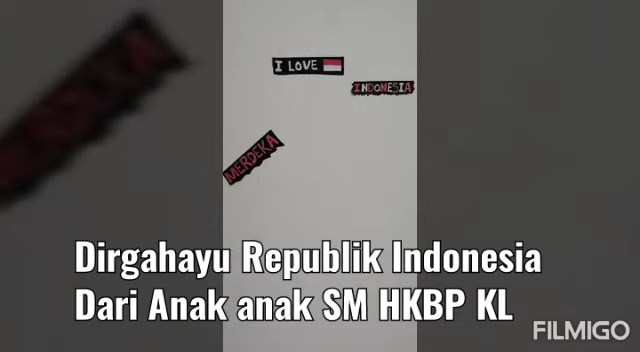 I LOVE
INDONESIA
MERDEKA
Dirgahayu Republik Indonesia
Dari Anak anak SM HKBP KL
FILMIGO